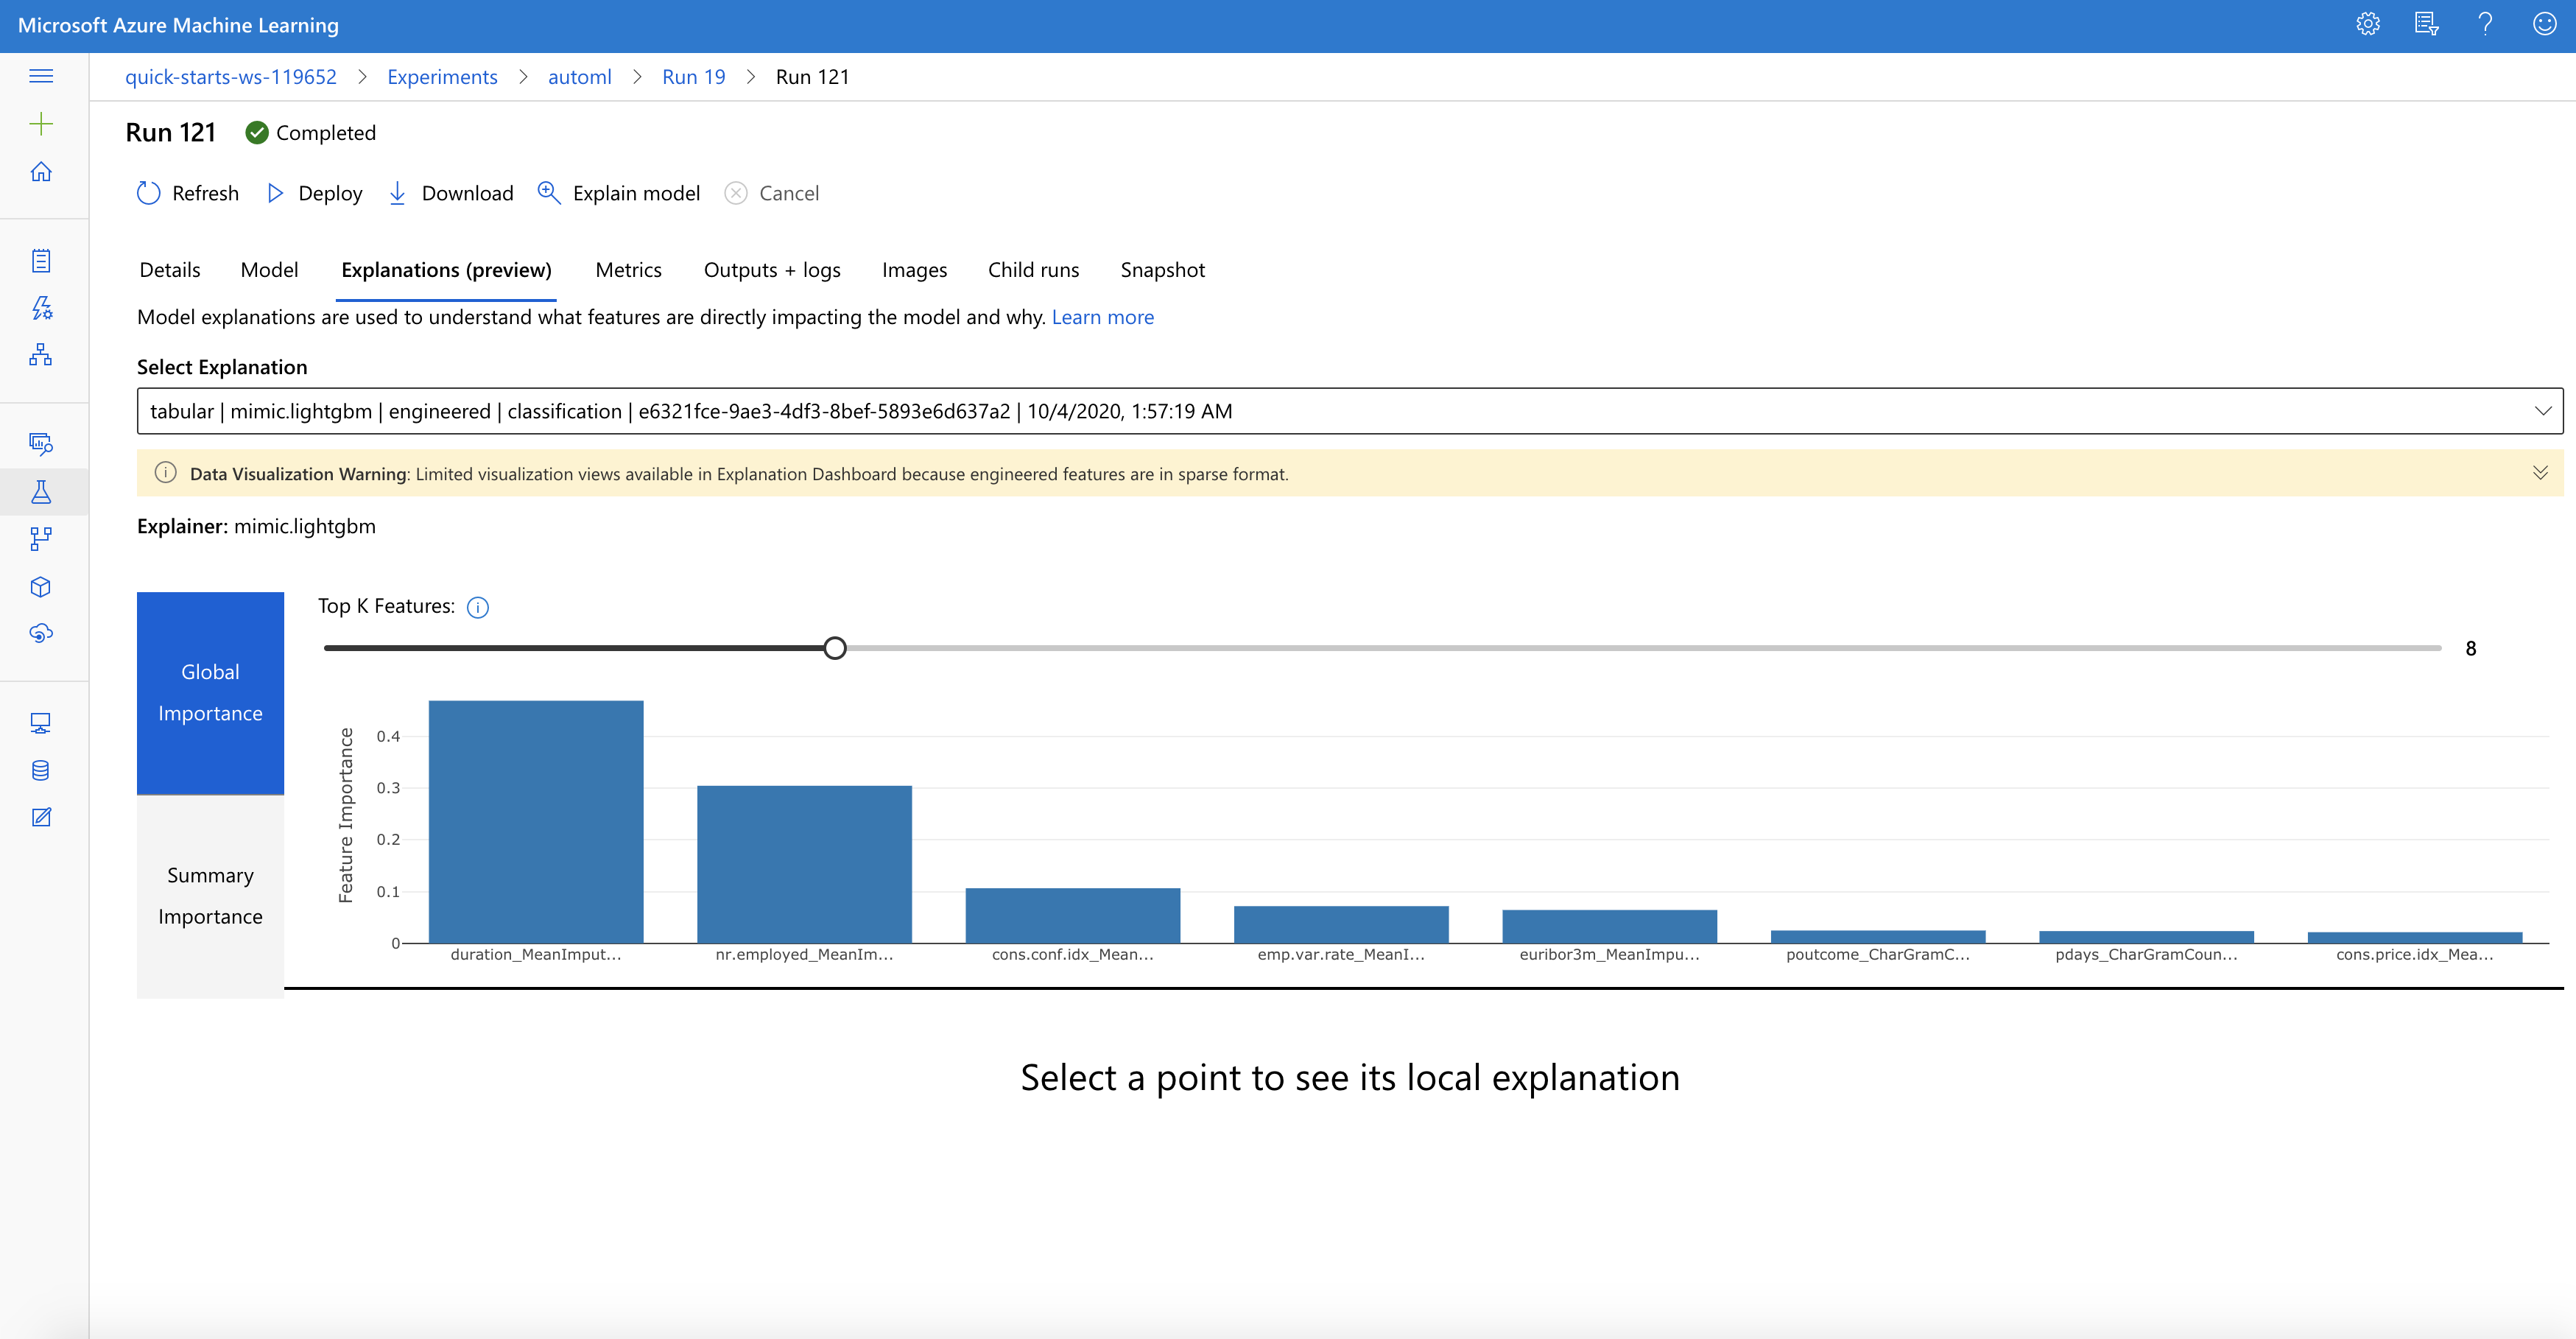 Microsoft Azure Machine Learning
quick-starts-ws-119652 > Experiments > automl > Run 19 > Run 121
Run 121 Completed
Refresh Deploy Download Explain model Cancel
Details Model Explanations (preview) Metrics Outputs + logs Images Child runs Snapshot
Model explanations are used to understand what features are directly impacting the model and why. Learn more
Select Explanation
tabular | mimic.lightgbm | engineered | classification | e6321fce-9ae3-4df3-8bef-5893e6d637a2 | 10/4/2020, 1:57:19 AM
Data Visualization Warning: Limited visualization views available in Explanation Dashboard because engineered features are in sparse format.
Explainer: mimic.lightgbm
Global
Importance
Summary
Importance
Top K Features:
8
Feature Importance
0.4
0.3
0.2
0.1
0
duration_MeanImput... nr.employed_MeanIm... cons.conf.idx_Mean... emp.var.rate_MeanI... euribor3m_MeanImpu... poutcome_CharGramC... pdays_CharGramCoun... cons.price.idx_Mea...
Select a point to see its local explanation